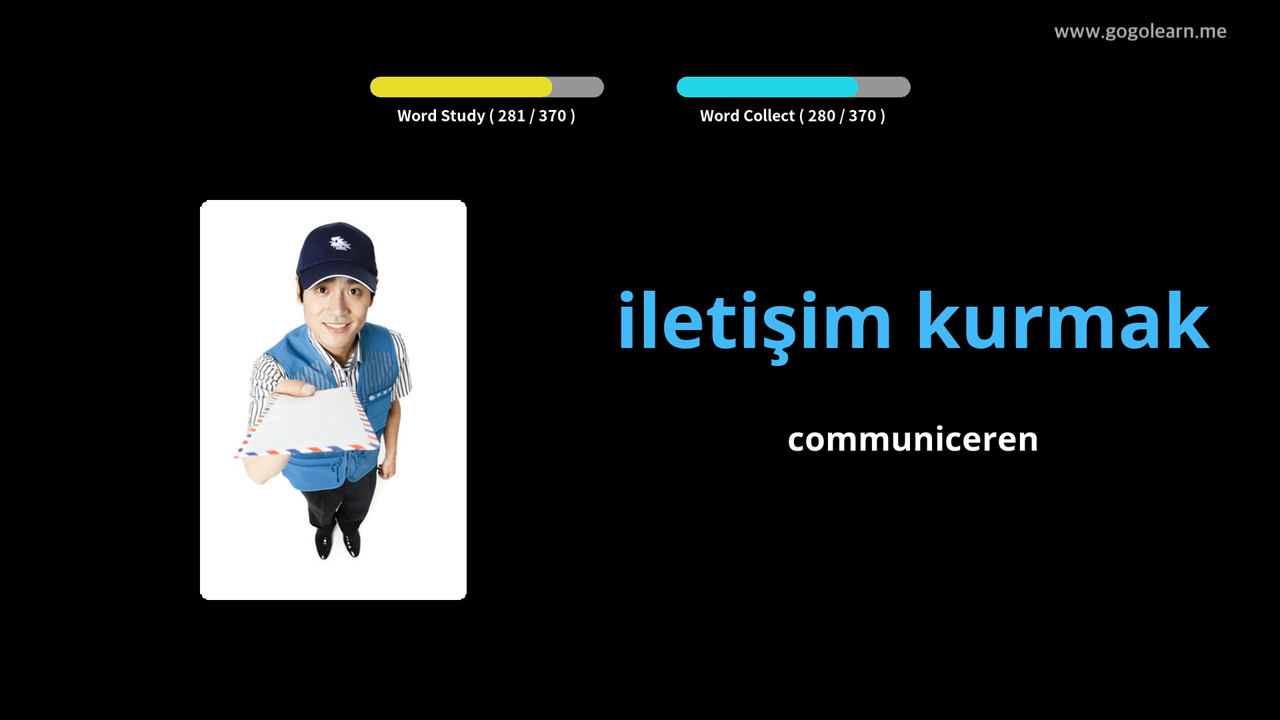 www.gogolearn.me
Word Study ( 281 / 370 )
Word Collect ( 280 / 370 )
iletişim kurmak
communiceren